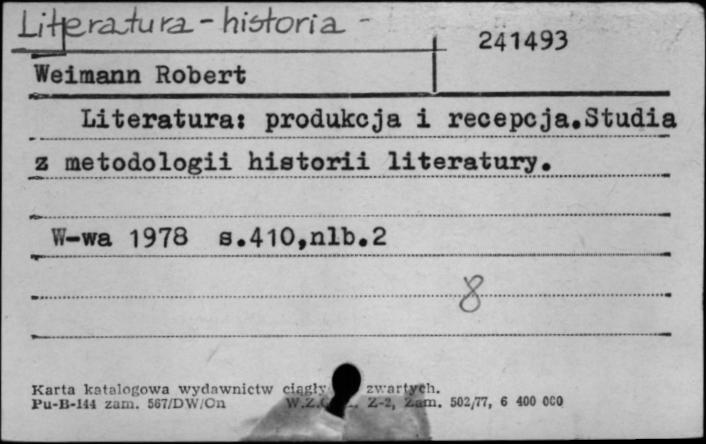 Literatura - historia -
241493
Weimann Robert
Literatura: produkcja i recepcja.Studia
z metodologii historii literatury.
W-wa 1978 s.410,nlb.2
8
Karta katalogowa wydawnictw zwartych.
Pu-B-144 zam. 567/DW/Cn W.Z. Z-2, Zam. 502/77, 6 400 000